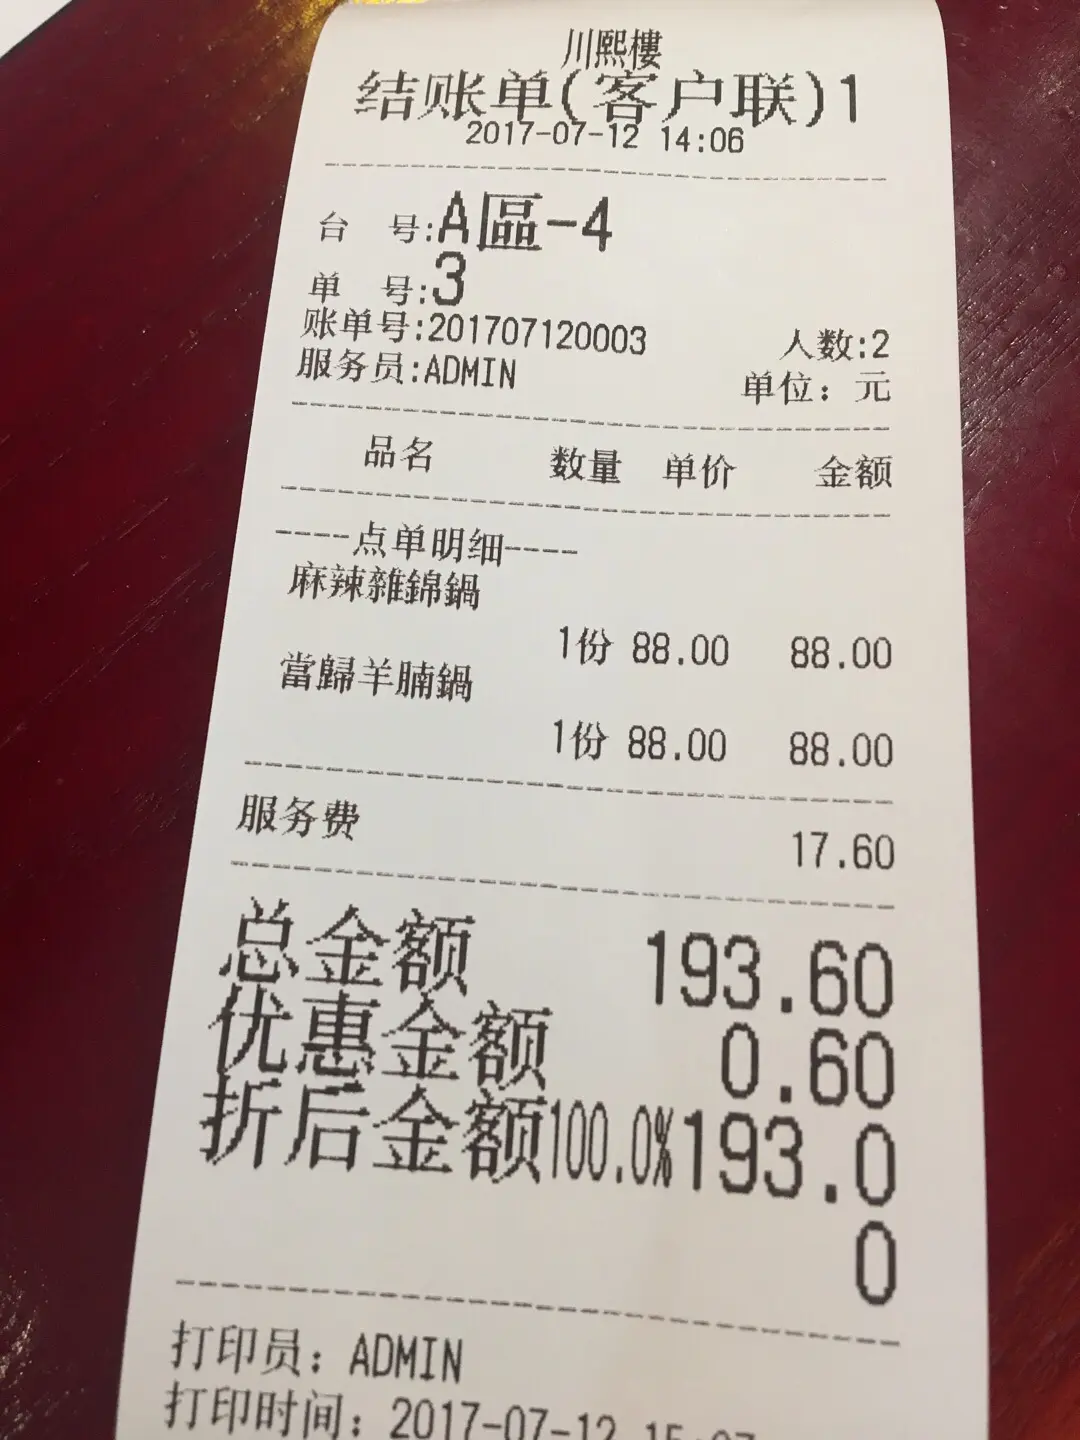 川熙樓
结账单(客户联)1
2017-07-12 14:06
台 号:A區-4
单 号:3
账单号:201707120003 人数:2
服务员:ADMIN 单位：元
品名 数量 单价 金额
----点单明细----
麻辣雜錦鍋
1份 88.00 88.00
當歸羊腩鍋
1份 88.00 88.00
服务费 17.60
总金额 193.60
优惠金额 0.60
折后金额100.0%193.0
0
打印员：ADMIN
打印时间：2017-07-12